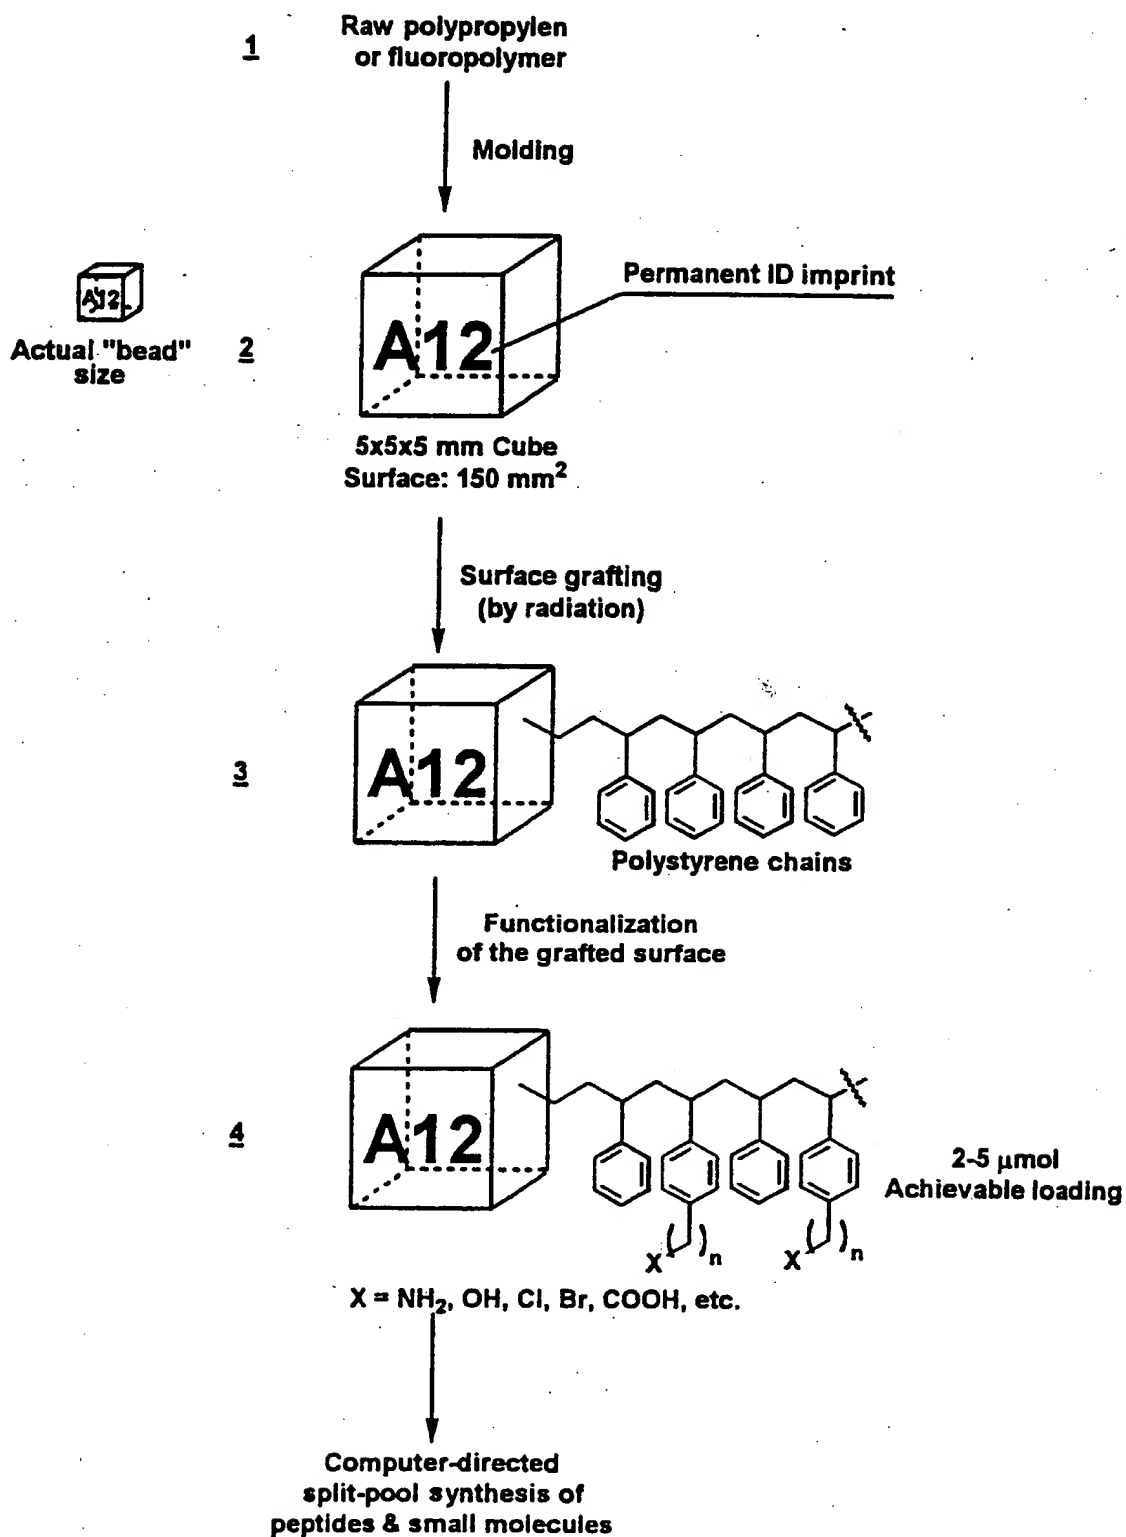 1
Raw polypropylen
or fluoropolymer
Molding
Permanent ID imprint
A12
Actual "bead"
size
2
A12
5x5x5 mm Cube
Surface: 150 mm²
Surface grafting
(by radiation)
3
A12
Polystyrene chains
Functionalization
of the grafted surface
4
A12
2-5 μmol
Achievable loading
X ( )n X ( )n
X = NH₂, OH, Cl, Br, COOH, etc.
Computer-directed
split-pool synthesis of
peptides & small molecules